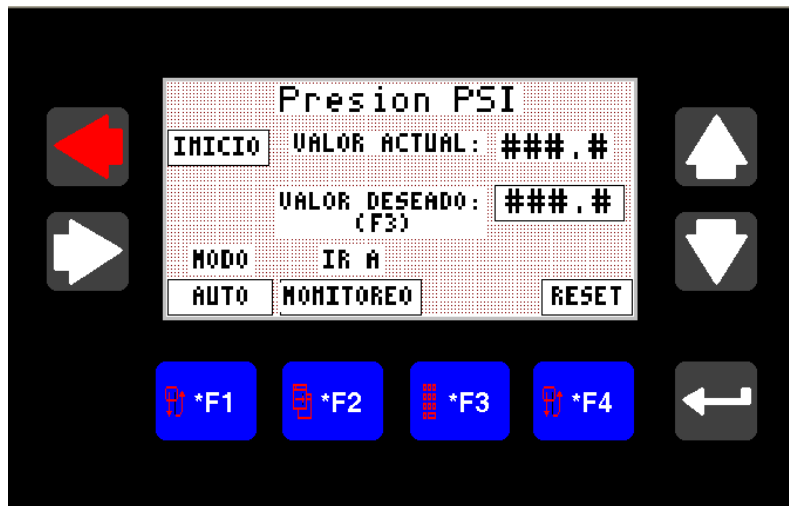 Presion PSI
INICIO VALOR ACTUAL: ###.#
VALOR DESEADO: ###.#
(F3)
MODO IR A
AUTO MONITOREO RESET
*F1 *F2 *F3 *F4